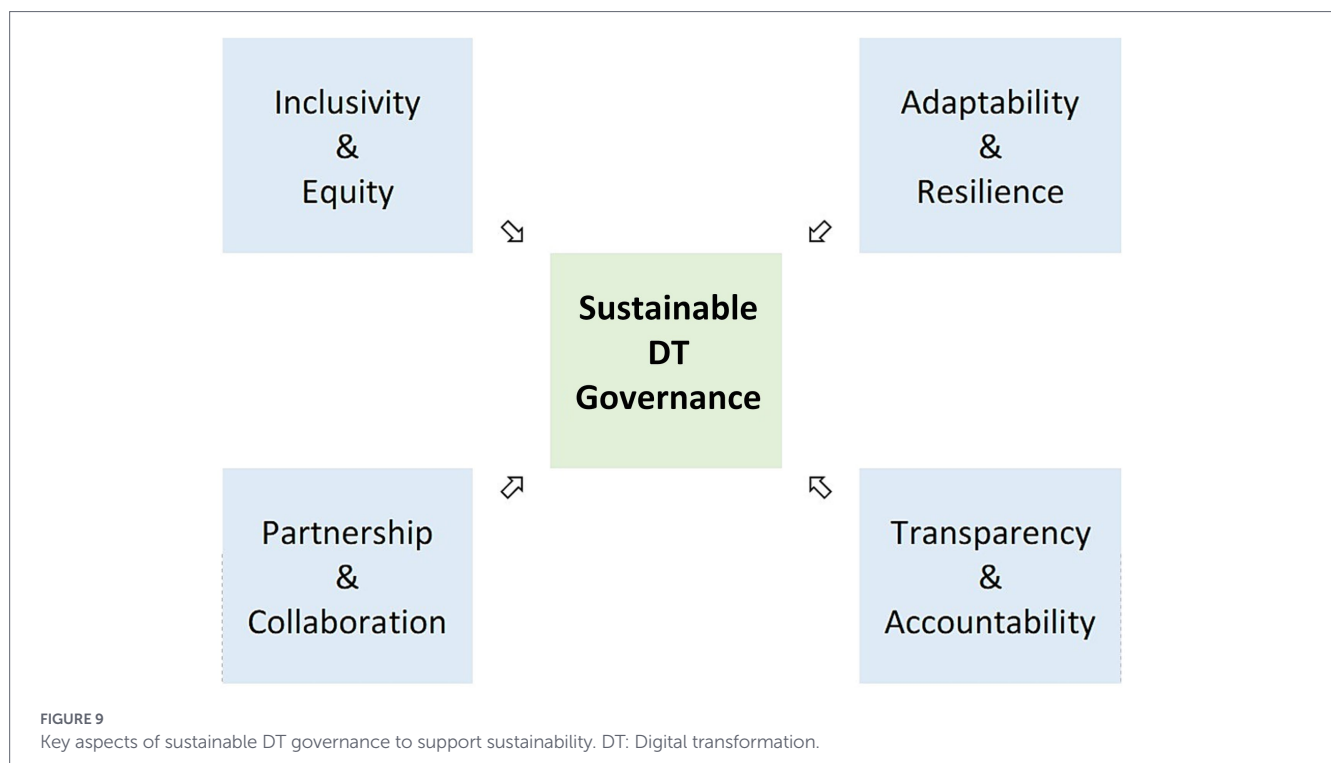 Inclusivity
&
Equity
Adaptability
&
Resilience
Sustainable
DT
Governance
Partnership
&
Collaboration
Transparency
&
Accountability
FIGURE 9
Key aspects of sustainable DT governance to support sustainability. DT: Digital transformation.